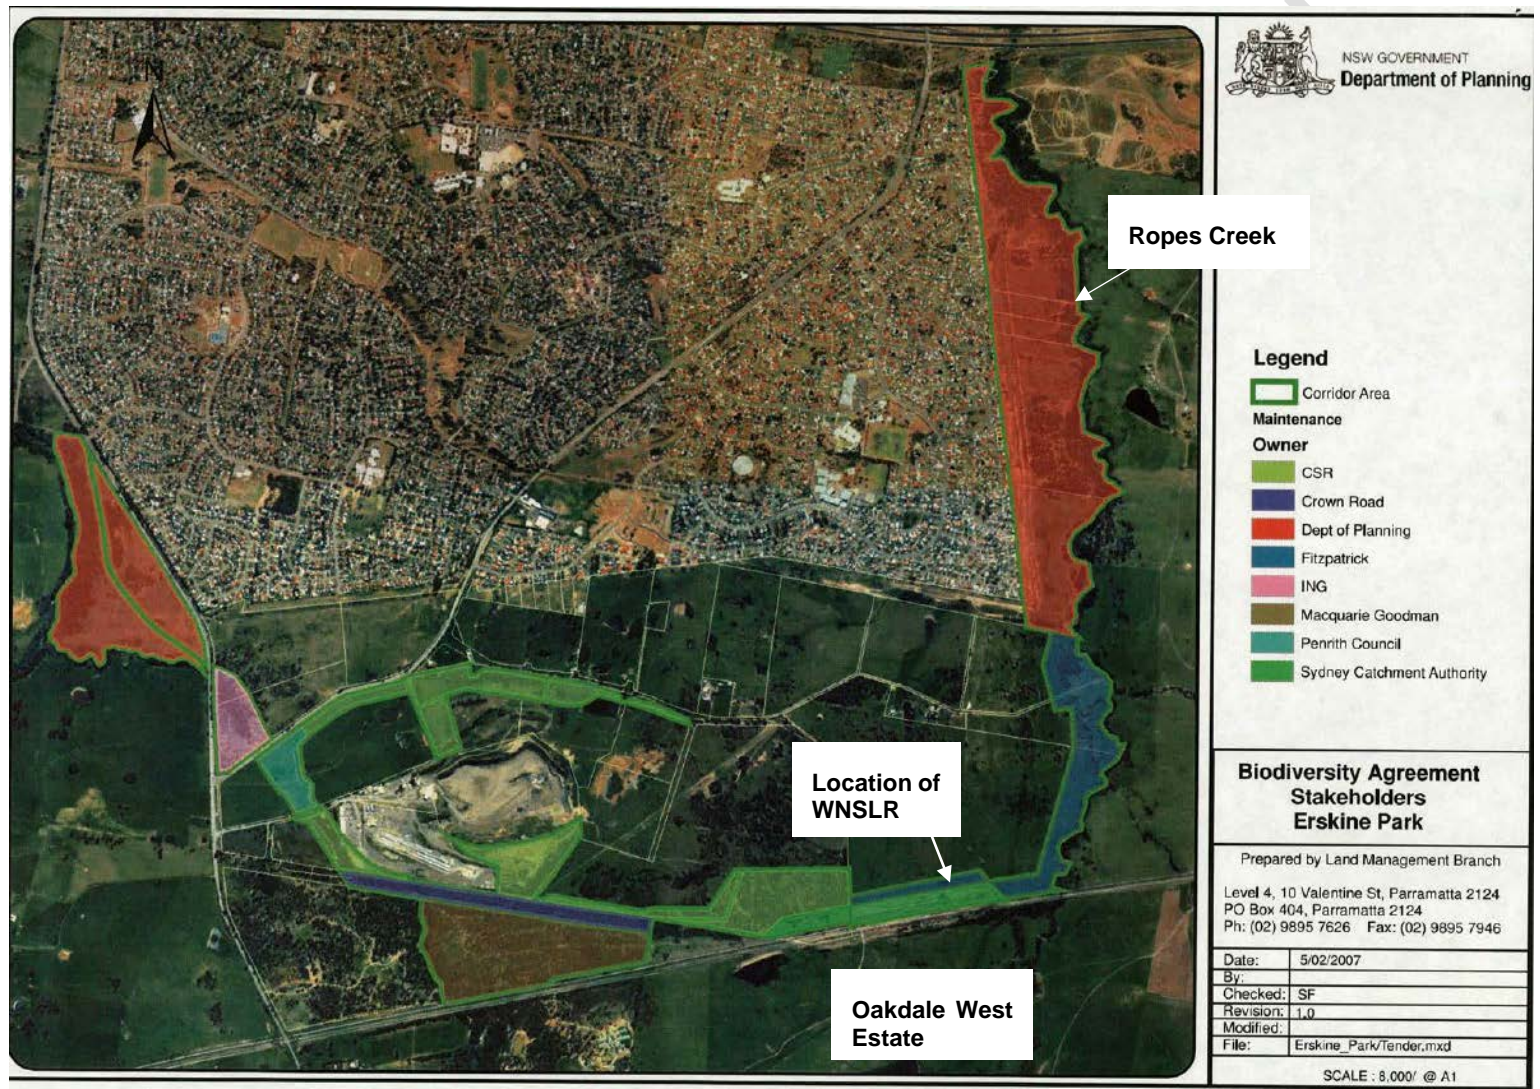 N
Ropes Creek
Location of
WNSLR
Oakdale West
Estate
NSW GOVERNMENT
Department of Planning
Legend
Corridor Area
Maintenance
Owner
CSR
Crown Road
Dept of Planning
Fitzpatrick
ING
Macquarie Goodman
Penrith Council
Sydney Catchment Authority
Biodiversity Agreement
Stakeholders
Erskine Park
Prepared by Land Management Branch
Level 4, 10 Valentine St, Parramatta 2124
PO Box 404, Parramatta 2124
Ph: (02) 9895 7626 Fax: (02) 9895 7946
Date: 5/02/2007
By:
Checked: SF
Revision: 1.0
Modified:
File: Erskine_Park/Tender.mxd
SCALE : 8,000/ @ A1